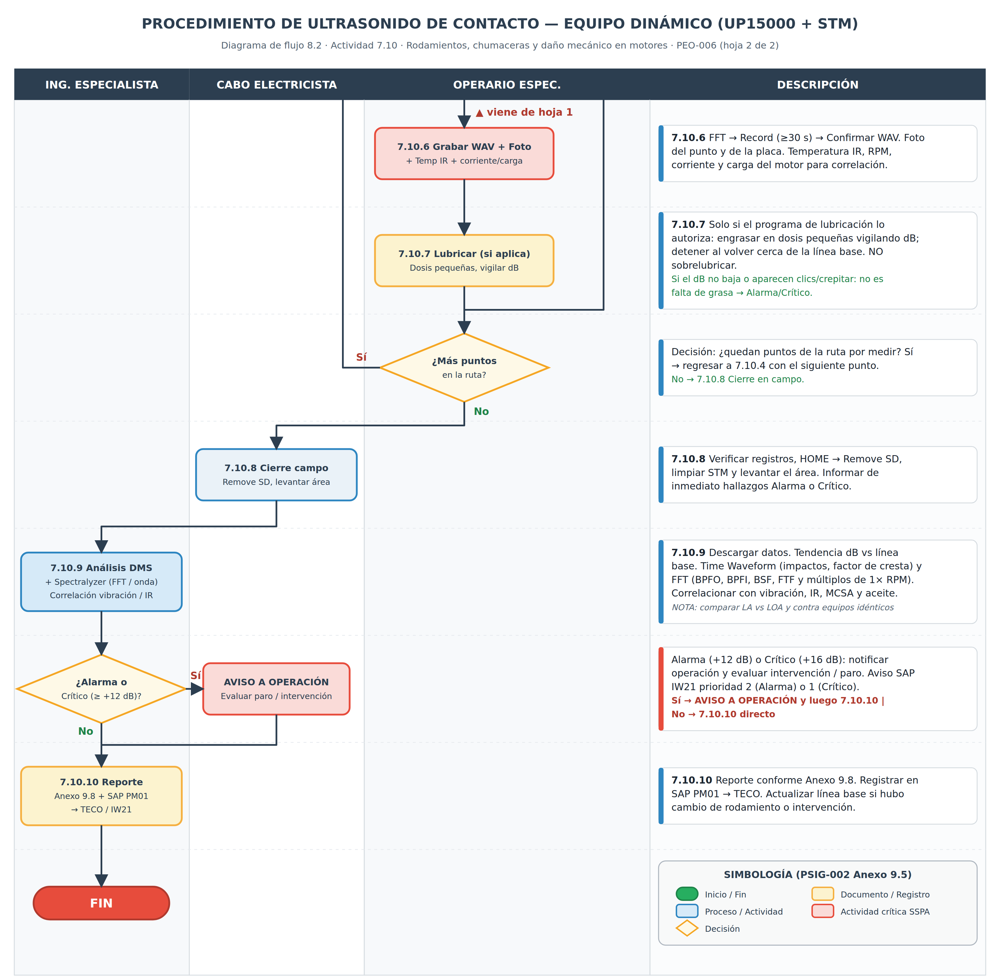 PROCEDIMIENTO DE ULTRASONIDO DE CONTACTO — EQUIPO DINÁMICO (UP15000 + STM)
Diagrama de flujo 8.2 · Actividad 7.10 · Rodamientos, chumaceras y daño mecánico en motores · PEO-006 (hoja 2 de 2)
ING. ESPECIALISTA
CABO ELECTRICISTA
OPERARIO ESPEC.
DESCRIPCIÓN
▲ viene de hoja 1
7.10.6 Grabar WAV + Foto
+ Temp IR + corriente/carga
7.10.6 FFT → Record (≥30 s) → Confirmar WAV. Foto
del punto y de la placa. Temperatura IR, RPM,
corriente y carga del motor para correlación.
7.10.7 Lubricar (si aplica)
Dosis pequeñas, vigilar dB
7.10.7 Solo si el programa de lubricación lo
autoriza: engrasar en dosis pequeñas vigilando dB;
detener al volver cerca de la línea base. NO
sobrelubricar.
Si el dB no baja o aparecen clics/crepitar: no es
falta de grasa → Alarma/Crítico.
Sí
¿Más puntos
en la ruta?
No
Decisión: ¿quedan puntos de la ruta por medir? Sí
→ regresar a 7.10.4 con el siguiente punto.
No → 7.10.8 Cierre en campo.
7.10.8 Cierre campo
Remove SD, levantar área
7.10.8 Verificar registros, HOME → Remove SD,
limpiar STM y levantar el área. Informar de
inmediato hallazgos Alarma o Crítico.
7.10.9 Análisis DMS
+ Spectralyzer (FFT / onda)
Correlación vibración / IR
7.10.9 Descargar datos. Tendencia dB vs línea
base. Time Waveform (impactos, factor de cresta) y
FFT (BPFO, BPFI, BSF, FTF y múltiplos de 1× RPM).
Correlacionar con vibración, IR, MCSA y aceite.
NOTA: comparar LA vs LOA y contra equipos idénticos
¿Alarma o
Crítico (≥ +12 dB)?
Sí
No
AVISO A OPERACIÓN
Evaluar paro / intervención
Alarma (+12 dB) o Crítico (+16 dB): notificar
operación y evaluar intervención / paro. Aviso SAP
IW21 prioridad 2 (Alarma) o 1 (Crítico).
Sí → AVISO A OPERACIÓN y luego 7.10.10 |
No → 7.10.10 directo
7.10.10 Reporte
Anexo 9.8 + SAP PM01
→ TECO / IW21
7.10.10 Reporte conforme Anexo 9.8. Registrar en
SAP PM01 → TECO. Actualizar línea base si hubo
cambio de rodamiento o intervención.
FIN
SIMBOLOGÍA (PSIG-002 Anexo 9.5)
Inicio / Fin
Documento / Registro
Proceso / Actividad
Actividad crítica SSPA
Decisión